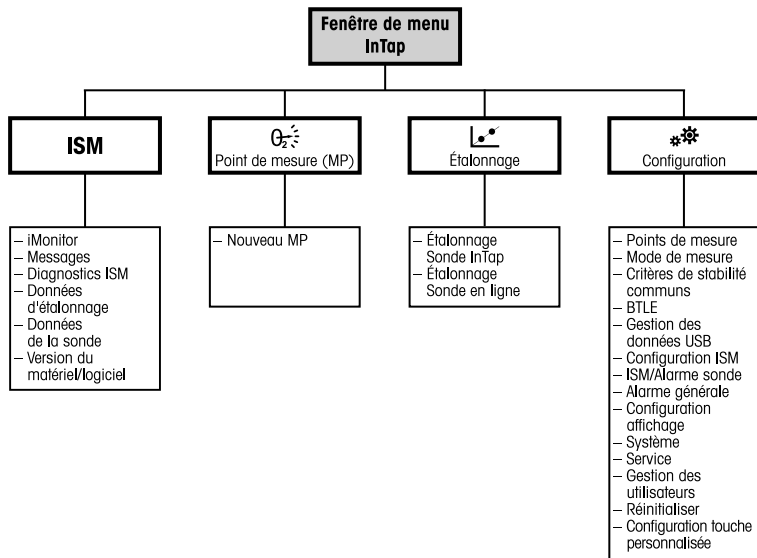 Fenêtre de menu
InTap
ISM
O₂
Point de mesure (MP)
Étalonnage
Configuration
– iMonitor
– Messages
– Diagnostics ISM
– Données
d'étalonnage
– Données
de la sonde
– Version du
matériel/logiciel
– Nouveau MP
– Étalonnage
Sonde InTap
– Étalonnage
Sonde en ligne
– Points de mesure
– Mode de mesure
– Critères de stabilité
communs
– BTLE
– Gestion des
données USB
– Configuration ISM
– ISM/Alarme sonde
– Alarme générale
– Configuration
affichage
– Système
– Service
– Gestion des
utilisateurs
– Réinitialiser
– Configuration touche
personnalisée